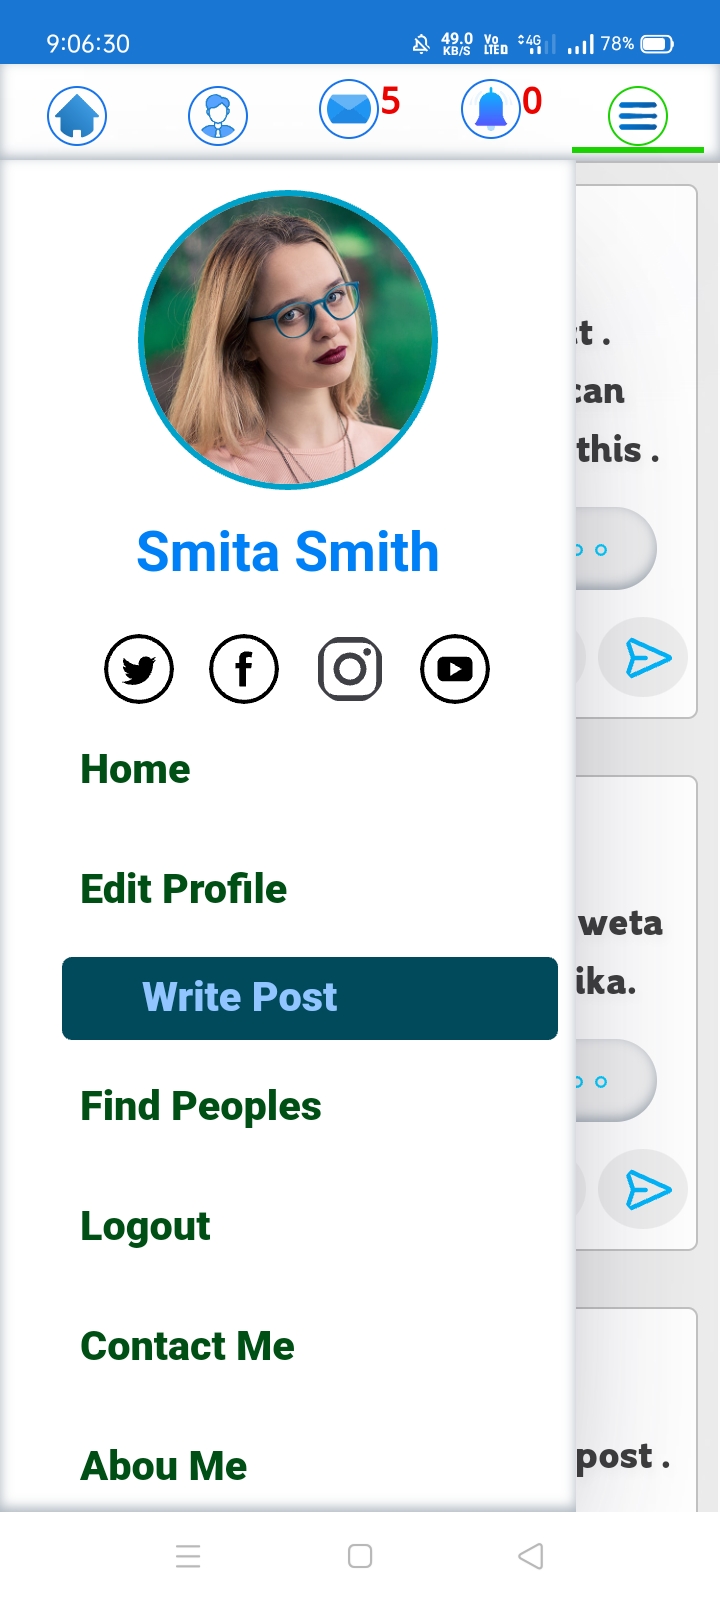 9:06:30 49.0 KB/S Vo LTED 4G 78%
5 0
Smita Smith
Home
Edit Profile
Write Post
Find Peoples
Logout
Contact Me
Abou Me
t .
can
this .
weta
ika.
post .